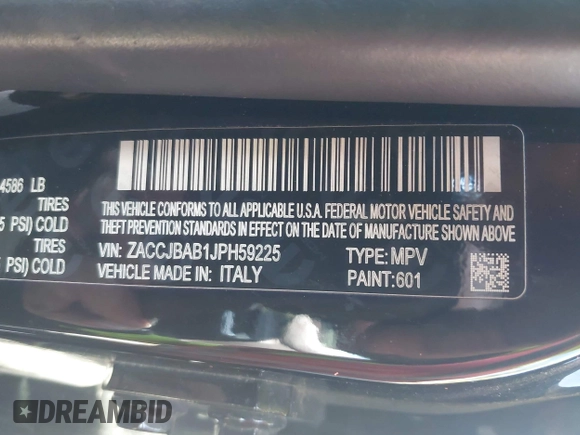 4586 LB
TIRES
5 PSI) COLD
TIRES
PSI) COLD
THIS VEHICLE CONFORMS TO ALL APPLICABLE U.S.A. FEDERAL MOTOR VEHICLE SAFETY AND
THEFT PREVENTION STANDARDS IN EFFECT ON THE DATE OF MANUFACTURE SHOWN ABOVE
VIN: ZACCJBAB1JPH59225 TYPE: MPV
VEHICLE MADE IN: ITALY PAINT: 601
DREAMBID